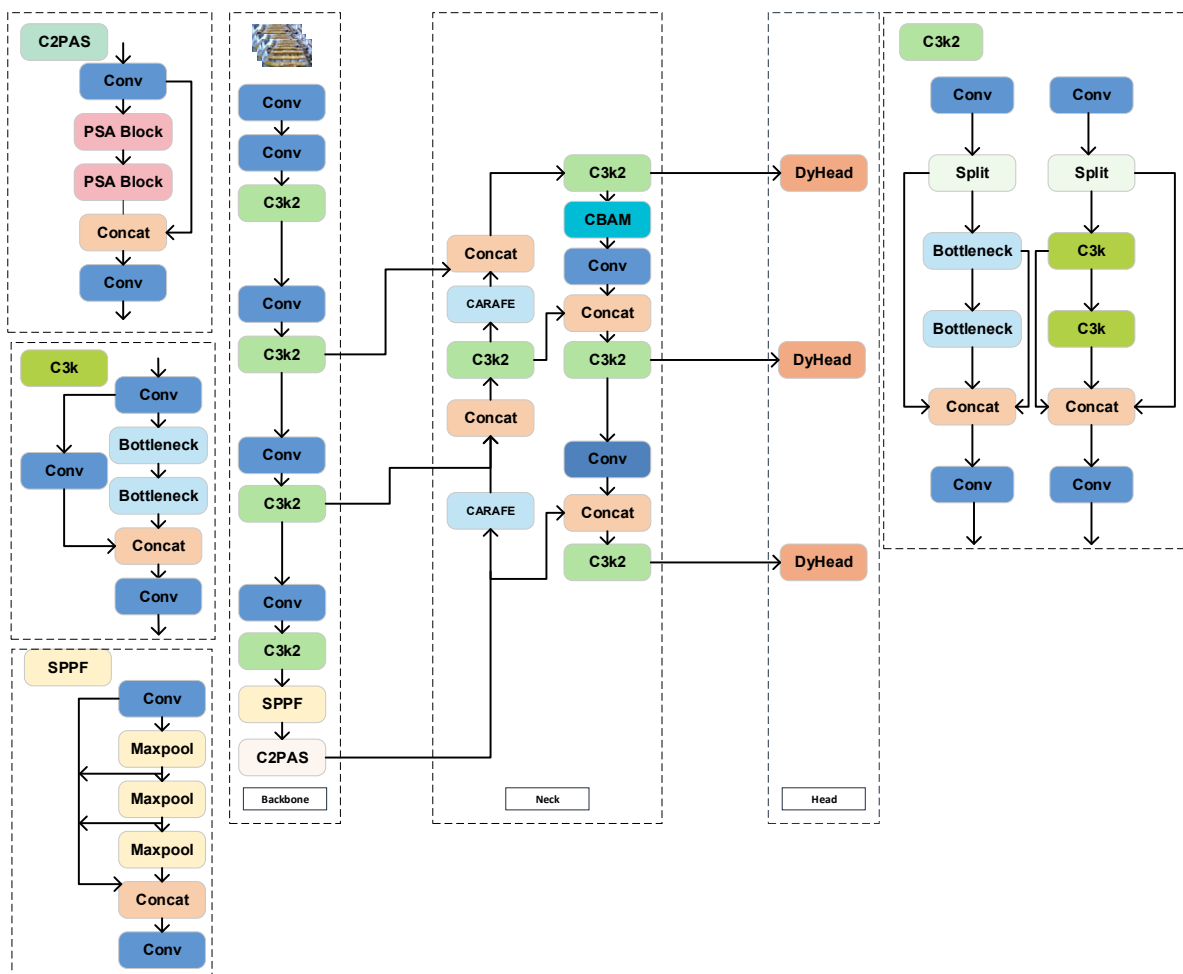 C2PAS
Conv
PSA Block
PSA Block
Concat
Conv
C3k
Conv
Bottleneck
Conv
Bottleneck
Concat
Conv
SPPF
Conv
Maxpool
Maxpool
Maxpool
Concat
Conv
Conv
Conv
C3k2
Conv
C3k2
Conv
C3k2
Conv
C3k2
SPPF
C2PAS
Backbone
Concat
CARAFE
C3k2
Concat
CARAFE
C3k2
CBAM
Conv
Concat
C3k2
Conv
Concat
C3k2
Neck
DyHead
DyHead
DyHead
Head
C3k2
Conv
Split
Bottleneck
Bottleneck
Concat
Conv
Conv
Split
C3k
C3k
Concat
Conv